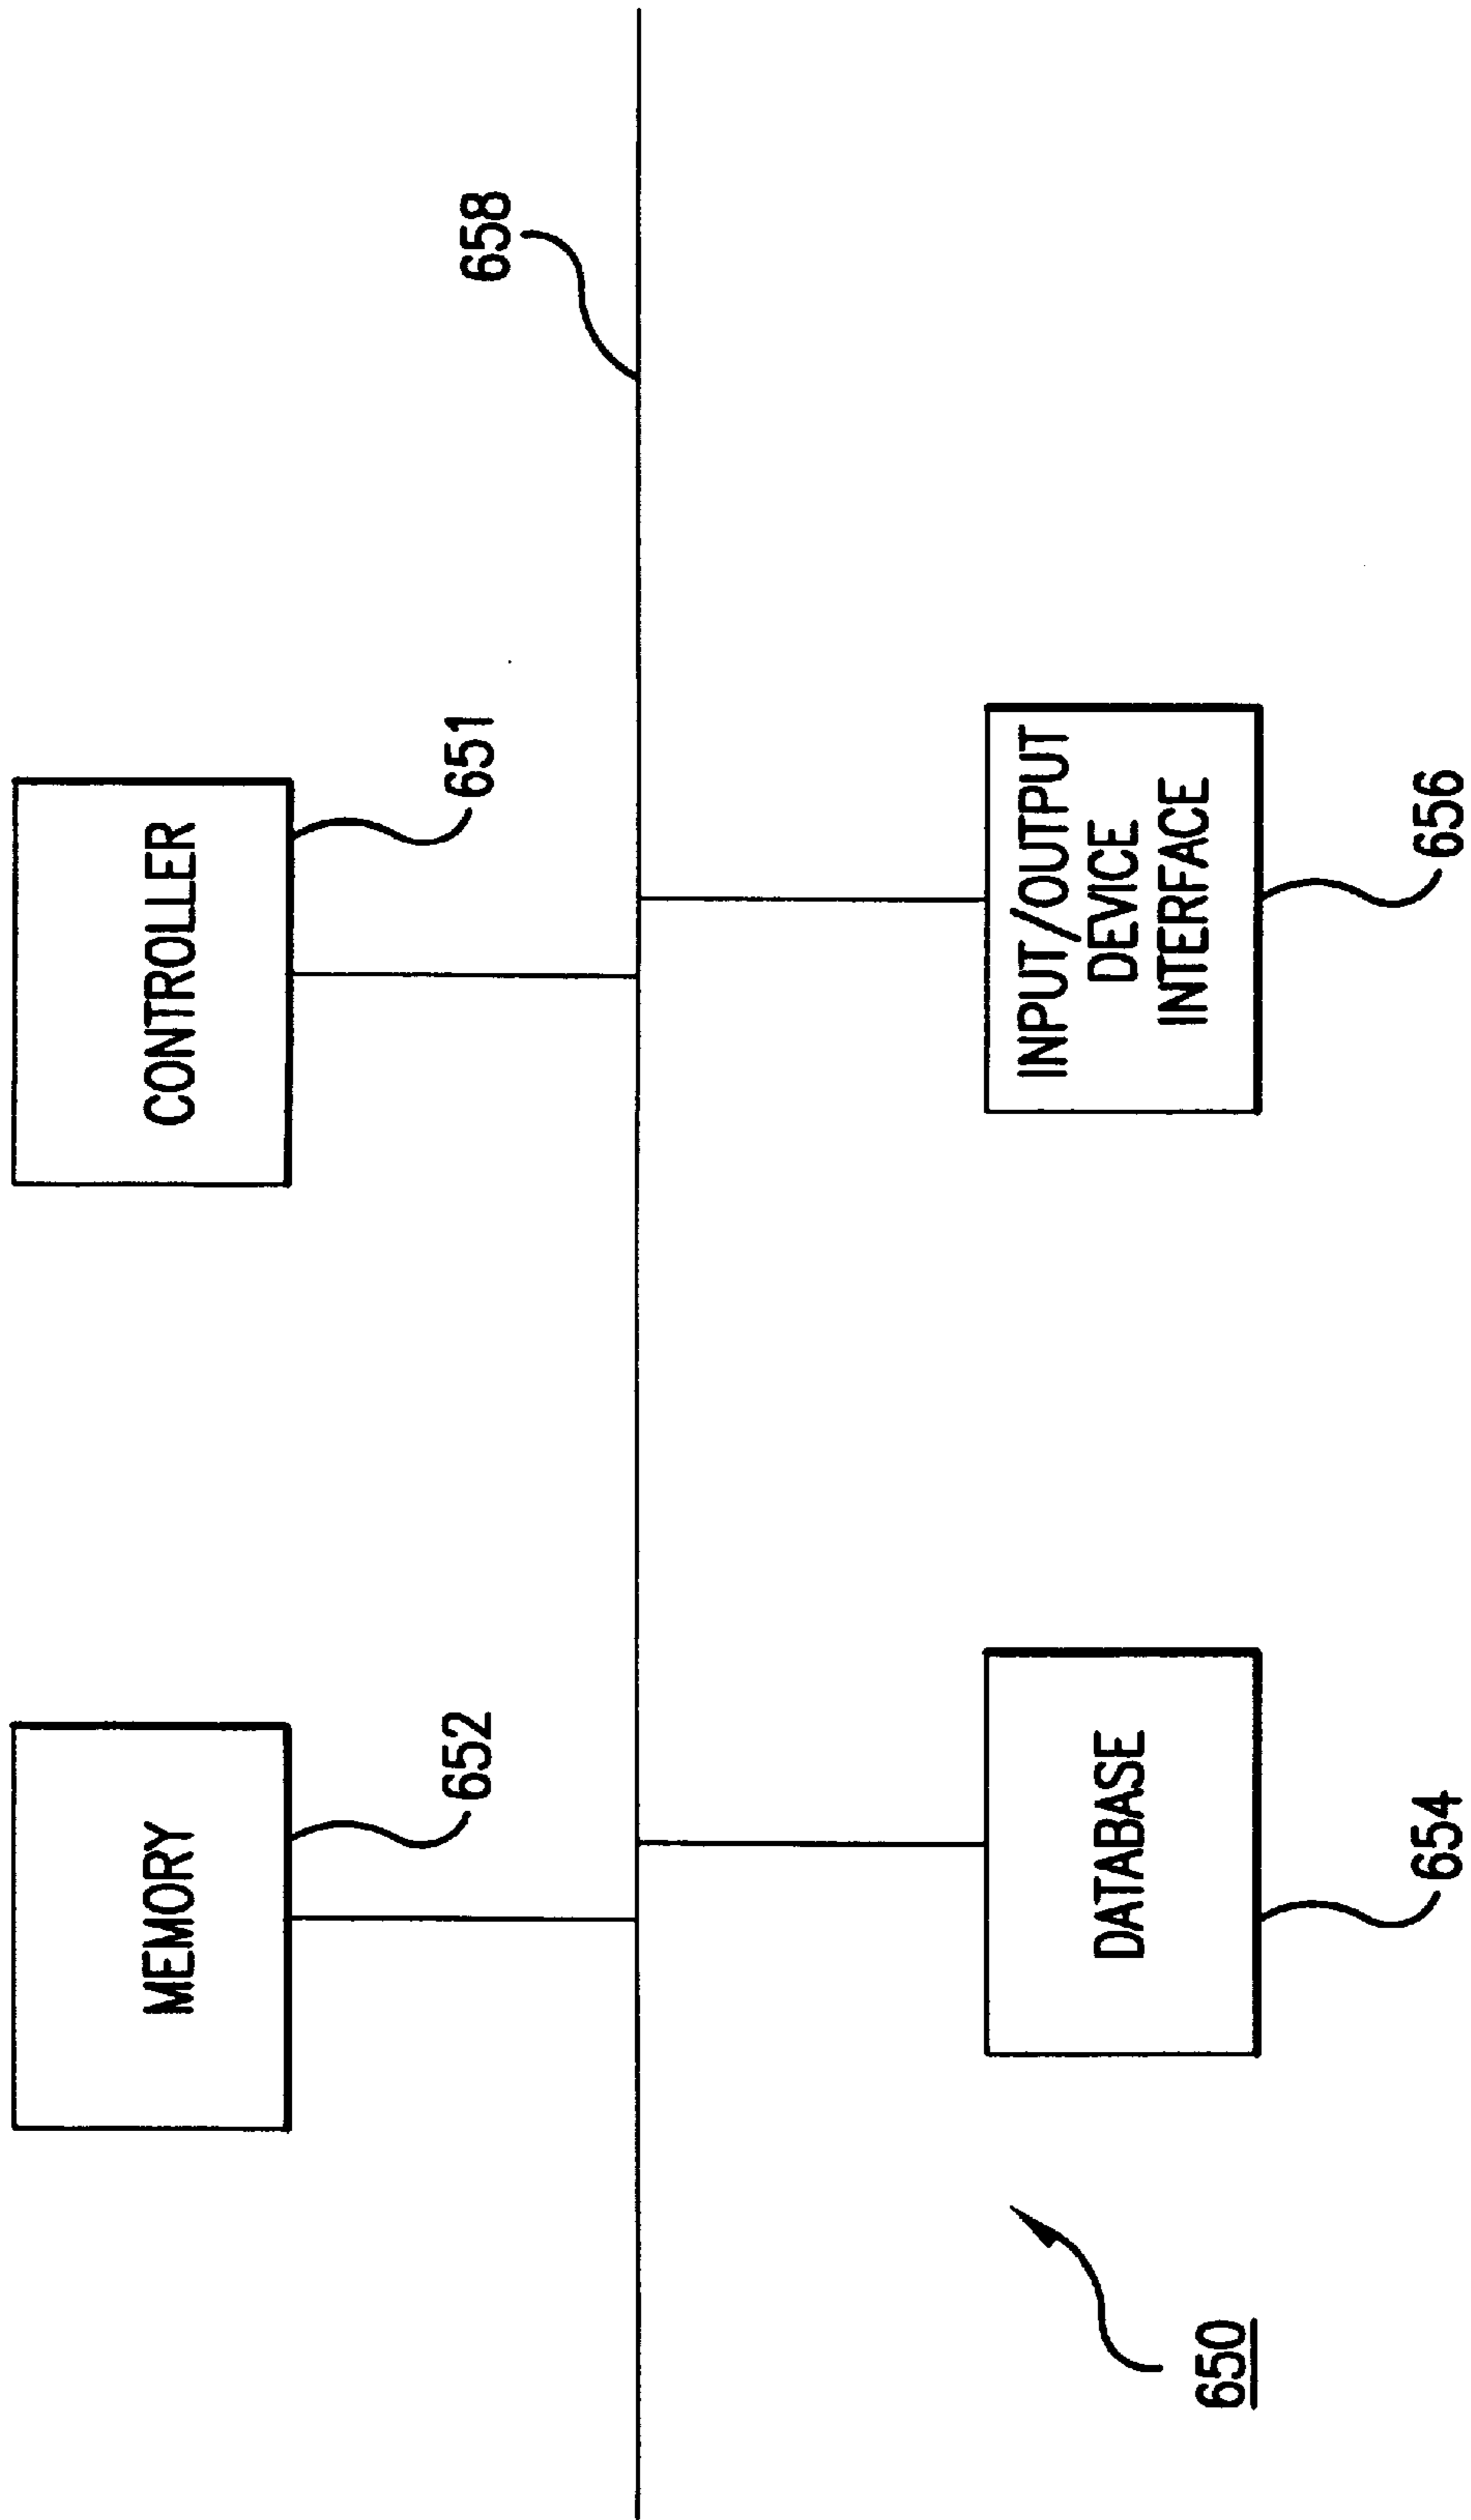 MEMORY
652
CONTROLLER
651
658
DATABASE
654
INPUT/OUTPUT
DEVICE
INTERFACE
656
650